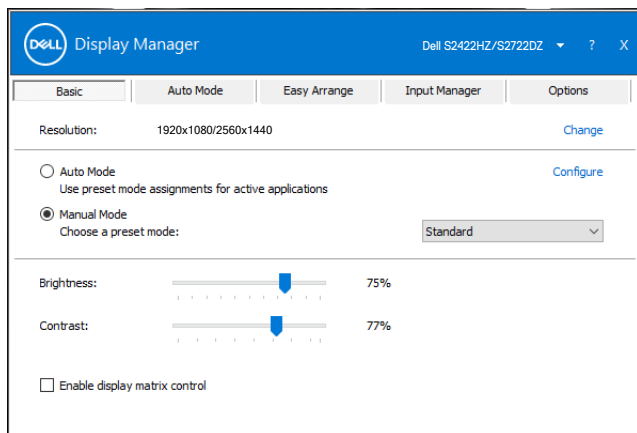 DELL Display Manager Dell S2422HZ/S2722DZ ? X
Basic Auto Mode Easy Arrange Input Manager Options
Resolution: 1920x1080/2560x1440 Change
Auto Mode Configure
Use preset mode assignments for active applications
Manual Mode
Choose a preset mode: Standard
Brightness: 75%
Contrast: 77%
Enable display matrix control